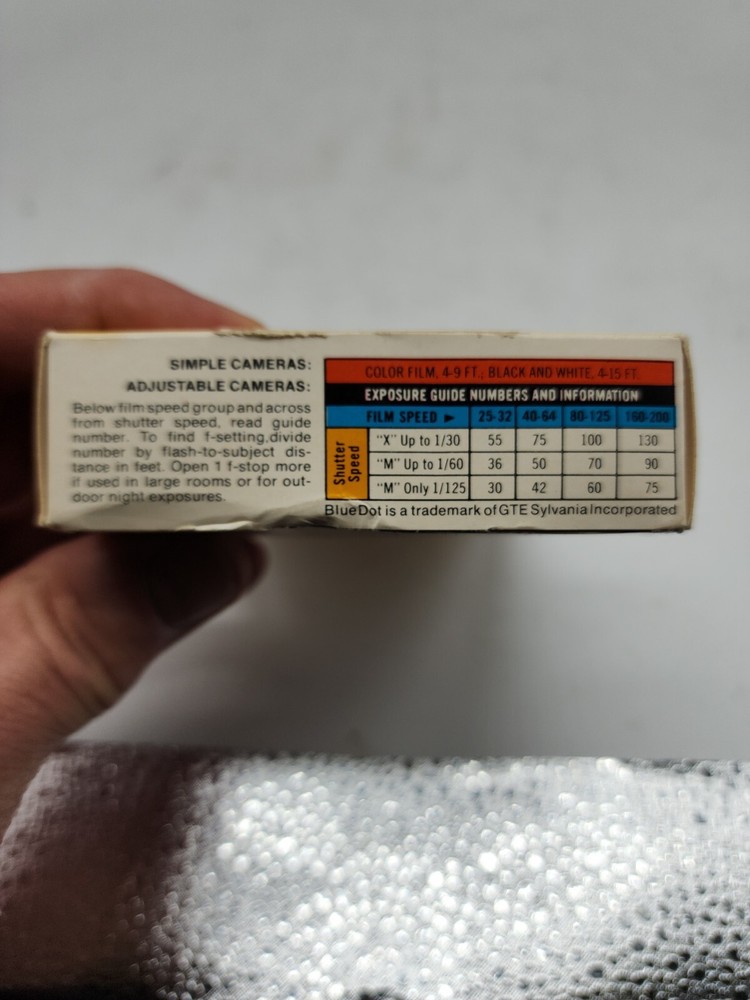 SIMPLE CAMERAS:
ADJUSTABLE CAMERAS:
Below film speed group and across
from shutter speed, read guide
number. To find f-setting, divide
number by flash-to-subject dis-
tance in feet. Open 1 f-stop more
if used in large rooms or for out-
door night exposures.
COLOR FILM, 4-9 FT.; BLACK AND WHITE, 4-15 FT.
EXPOSURE GUIDE NUMBERS AND INFORMATION
FILM SPEED ► 25-32 40-64 80-125 160-200
Shutter
Speed
"X" Up to 1/30 55 75 100 130
"M" Up to 1/60 36 50 70 90
"M" Only 1/125 30 42 60 75
BlueDot is a trademark of GTE Sylvania Incorporated